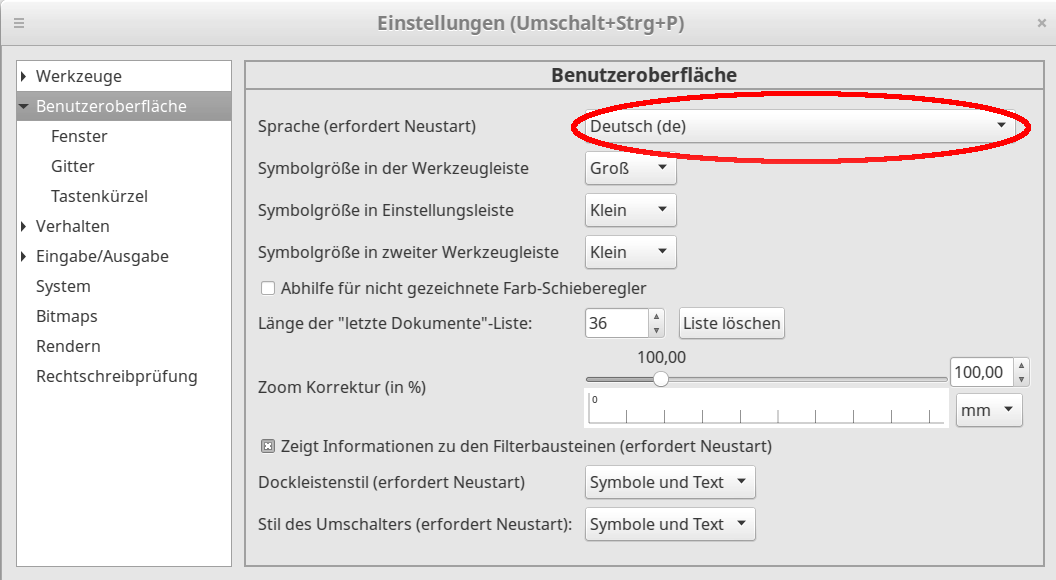 Einstellungen (Umschalt+Strg+P)
Werkzeuge
Benutzeroberfläche
Fenster
Gitter
Tastenkürzel
Verhalten
Eingabe/Ausgabe
System
Bitmaps
Rendern
Rechtschreibprüfung
Benutzeroberfläche
Sprache (erfordert Neustart) Deutsch (de)
Symbolgröße in der Werkzeugleiste Groß
Symbolgröße in Einstellungsleiste Klein
Symbolgröße in zweiter Werkzeugleiste Klein
Abhilfe für nicht gezeichnete Farb-Schieberegler
Länge der "letzte Dokumente"-Liste: 36 Liste löschen
100,00
Zoom Korrektur (in %) 100,00
0 mm
Zeigt Informationen zu den Filterbausteinen (erfordert Neustart)
Dockleistenstil (erfordert Neustart) Symbole und Text
Stil des Umschalters (erfordert Neustart): Symbole und Text